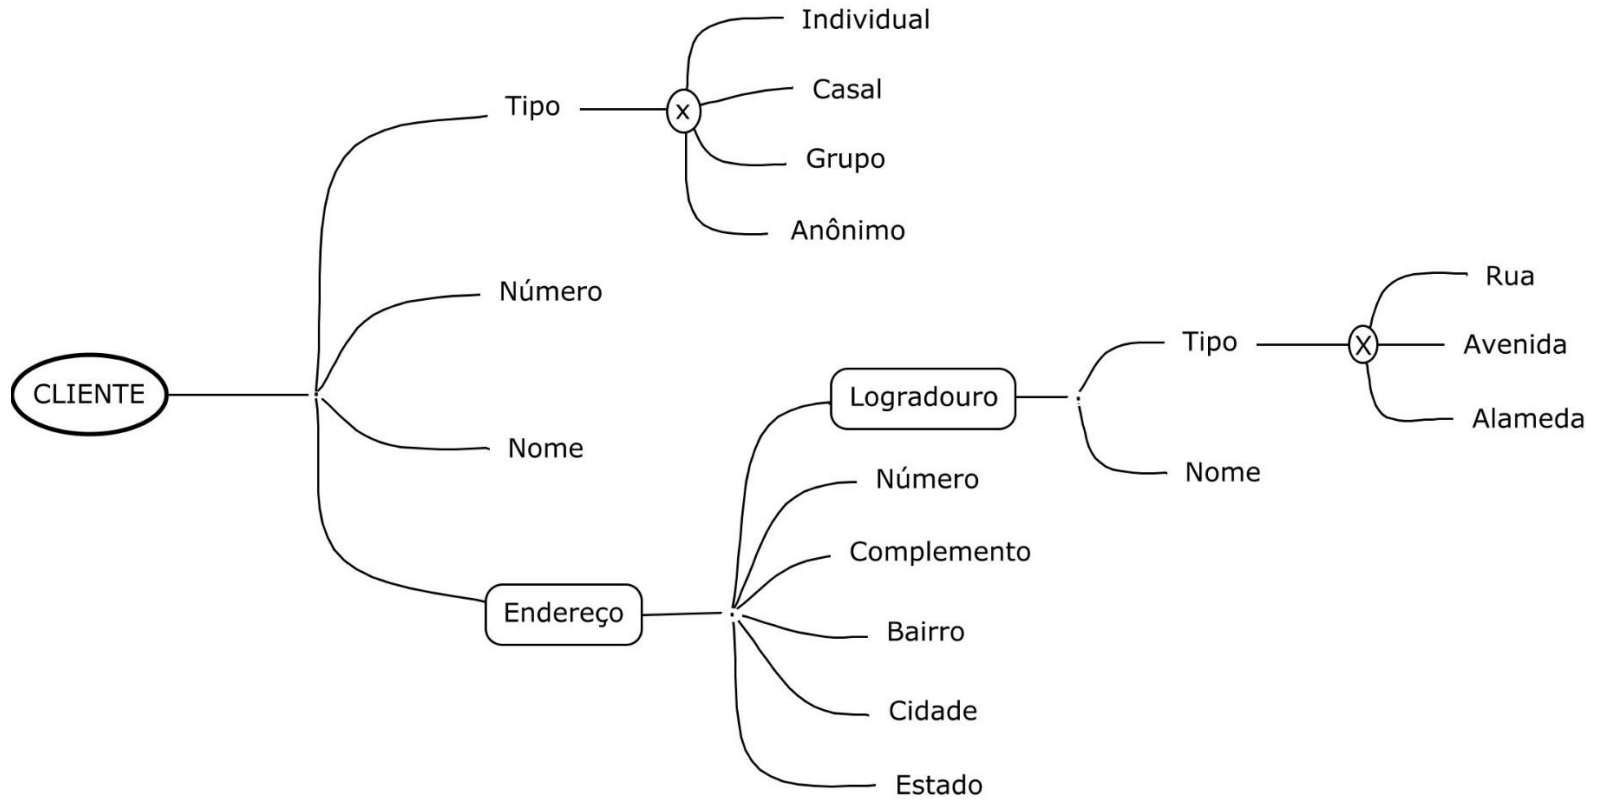 CLIENTE
Tipo
x
Individual
Casal
Grupo
Anônimo
Número
Nome
Endereço
Logradouro
Tipo
X
Rua
Avenida
Alameda
Nome
Número
Complemento
Bairro
Cidade
Estado